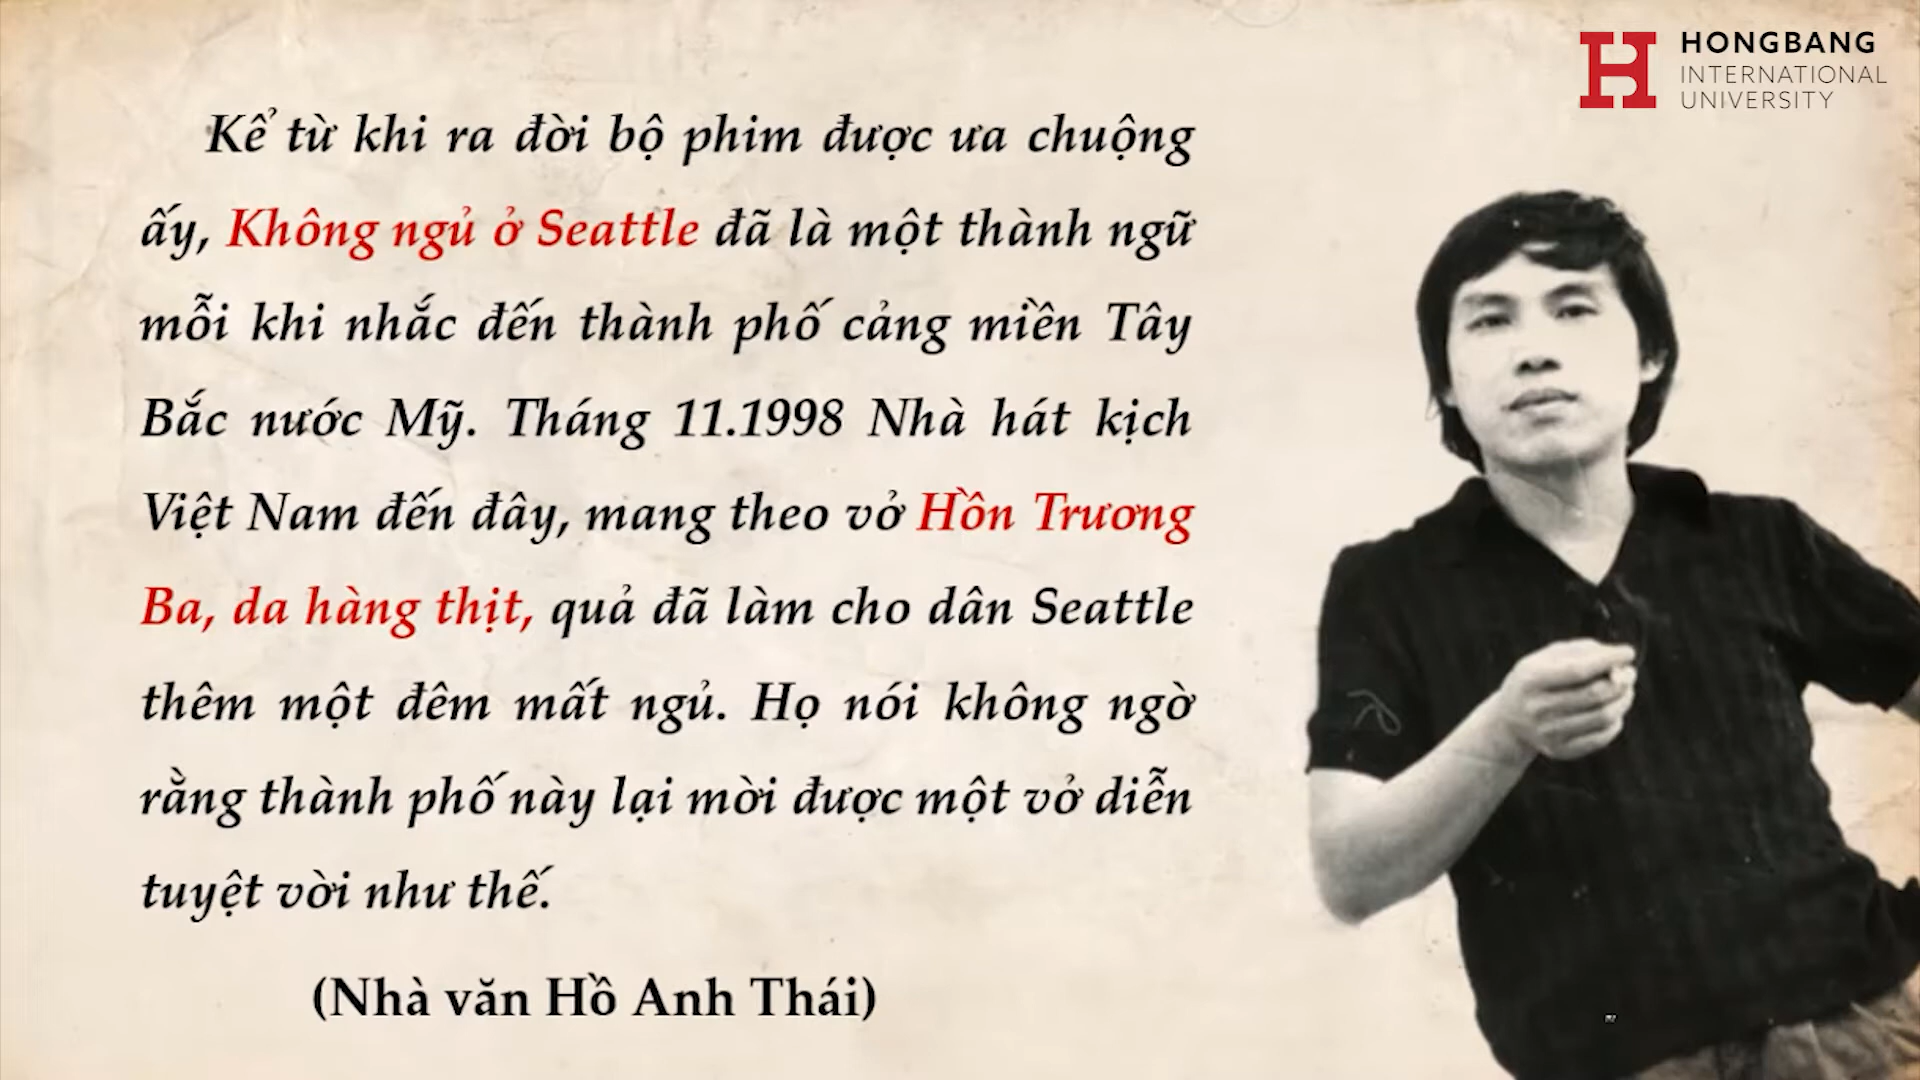 HONGBANG
INTERNATIONAL
UNIVERSITY
Kể từ khi ra đời bộ phim được ưa chuộng
ấy, Không ngủ ở Seattle đã là một thành ngữ
mỗi khi nhắc đến thành phố cảng miền Tây
Bắc nước Mỹ. Tháng 11.1998 Nhà hát kịch
Việt Nam đến đây, mang theo vở Hồn Trương
Ba, da hàng thịt, quả đã làm cho dân Seattle
thêm một đêm mất ngủ. Họ nói không ngờ
rằng thành phố này lại mời được một vở diễn
tuyệt vời như thế.
(Nhà văn Hồ Anh Thái)